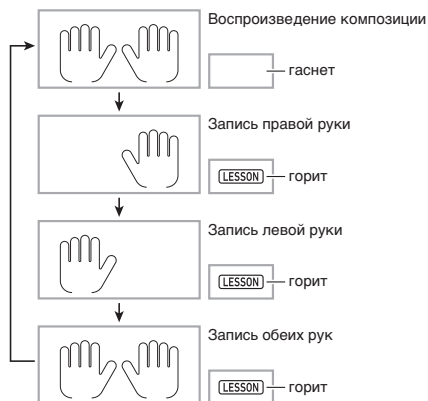 Воспроизведение композиции
гаснет
Запись правой руки
LESSON
горит
Запись левой руки
LESSON
горит
Запись обеих рук
LESSON
горит